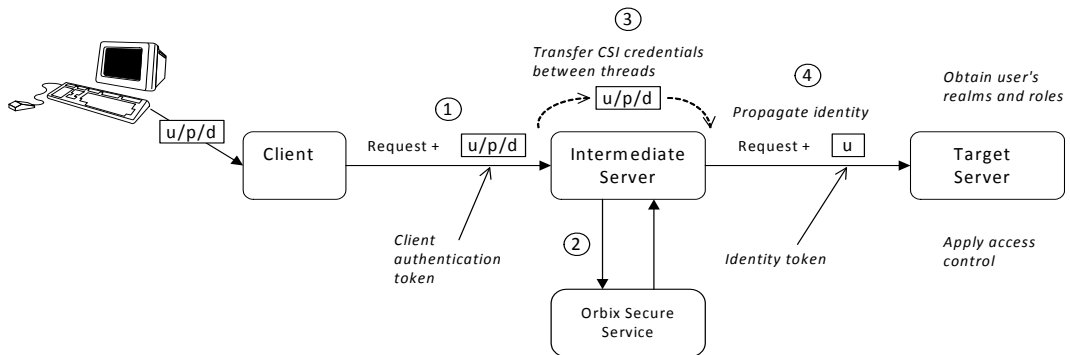 3
Transfer CSI credentials
between threads
u/p/d
4
Propagate identity
Obtain user's
realms and roles
1
u/p/d
Client
Request +
u/p/d
Intermediate
Server
Request +
u
Target
Server
2
Client
authentication
token
Identity token
Apply access
control
Orbix Secure
Service